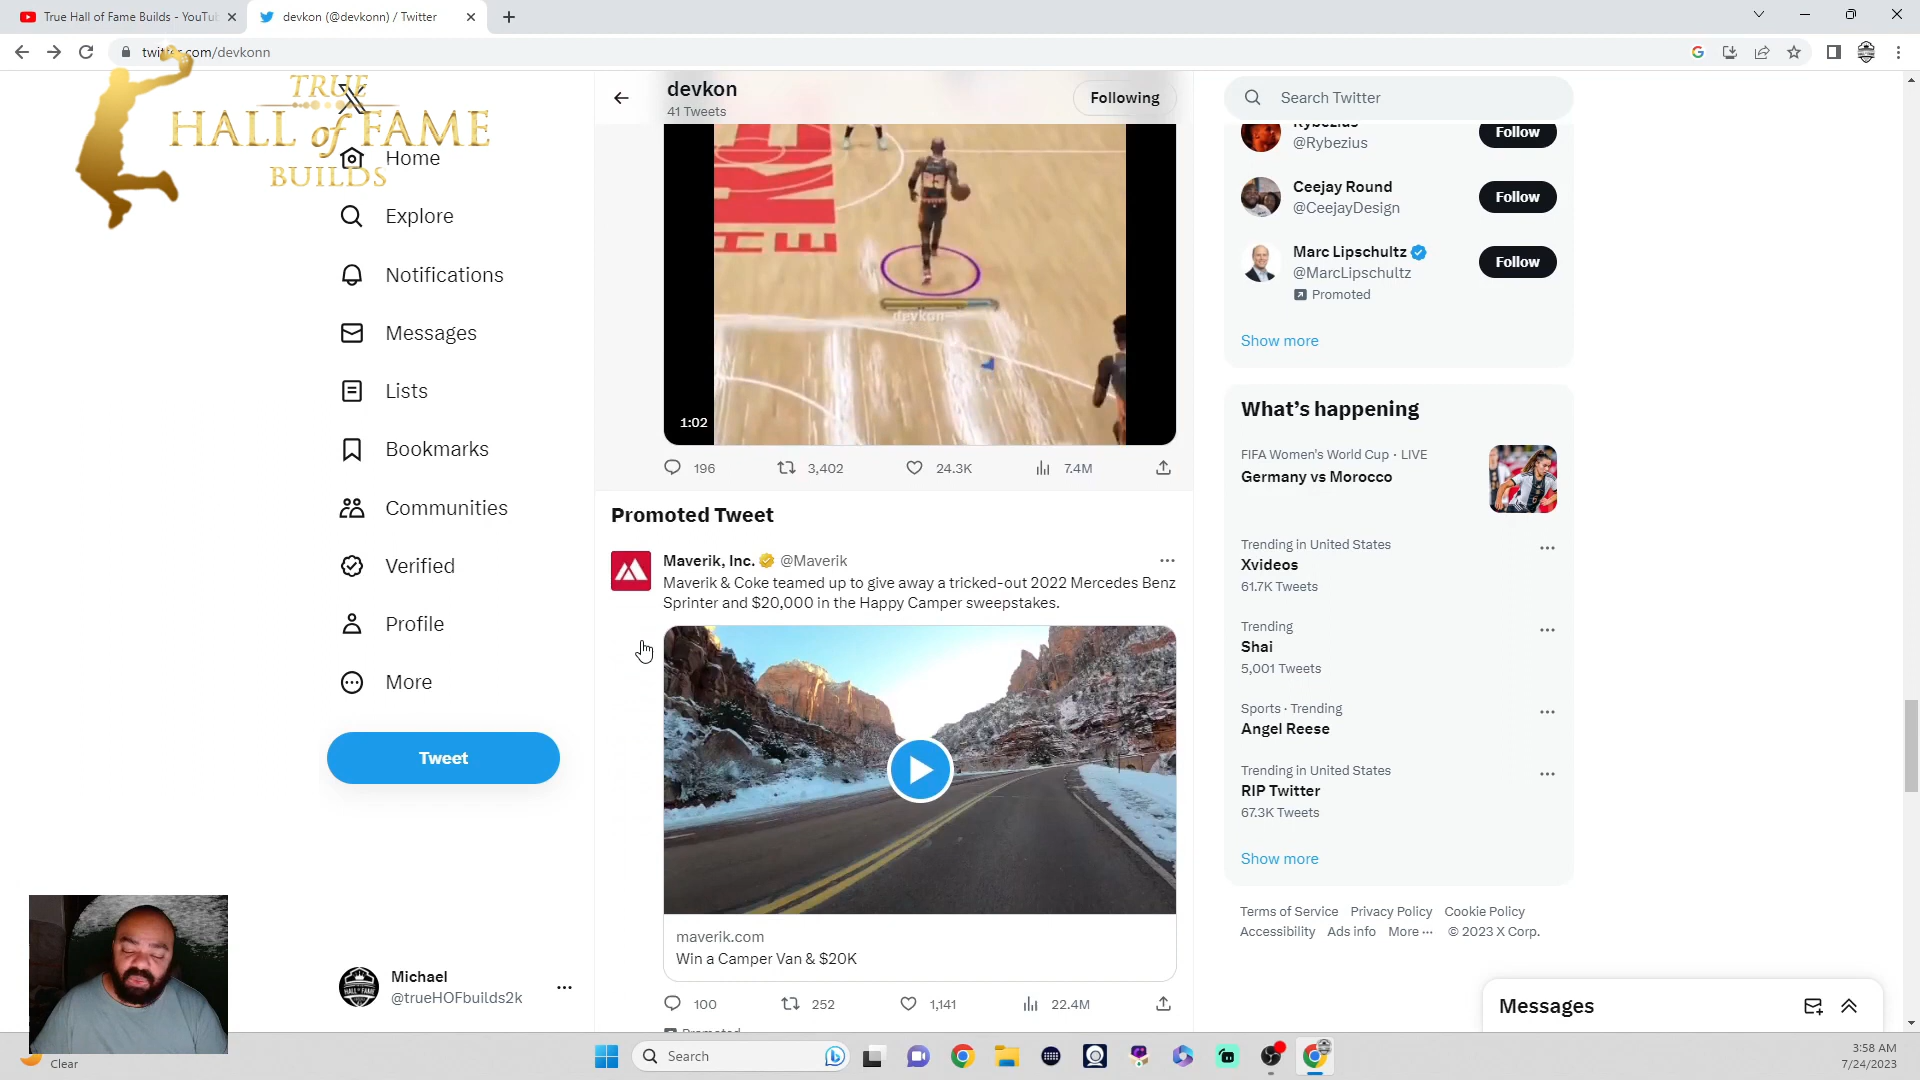 True Hall of Fame Builds - YouTu
devkon (@devkonn) / Twitter
twitter.com/devkonn
TRUE
HALL of FAME
BUILDS
Home
Explore
Notifications
Messages
Lists
Bookmarks
Communities
Verified
Profile
More
Tweet
Michael
@trueHOFbuilds2k
devkon
41 Tweets
Following
devkon
1:02
196
3,402
24.3K
7.4M
Promoted Tweet
Maverik, Inc. @Maverik
Maverik & Coke teamed up to give away a tricked-out 2022 Mercedes Benz
Sprinter and $20,000 in the Happy Camper sweepstakes.
maverik.com
Win a Camper Van & $20K
100
252
1,141
22.4M
Promoted
Search Twitter
Rybezius
@Rybezius
Follow
Ceejay Round
@CeejayDesign
Follow
Marc Lipschultz
@MarcLipschultz
Promoted
Follow
Show more
What's happening
FIFA Women's World Cup · LIVE
Germany vs Morocco
Trending in United States
Xvideos
61.7K Tweets
Trending
Shai
5,001 Tweets
Sports · Trending
Angel Reese
Trending in United States
RIP Twitter
67.3K Tweets
Show more
Terms of Service Privacy Policy Cookie Policy
Accessibility Ads info More ··· © 2023 X Corp.
Messages
Clear
Search
3:58 AM
7/24/2023